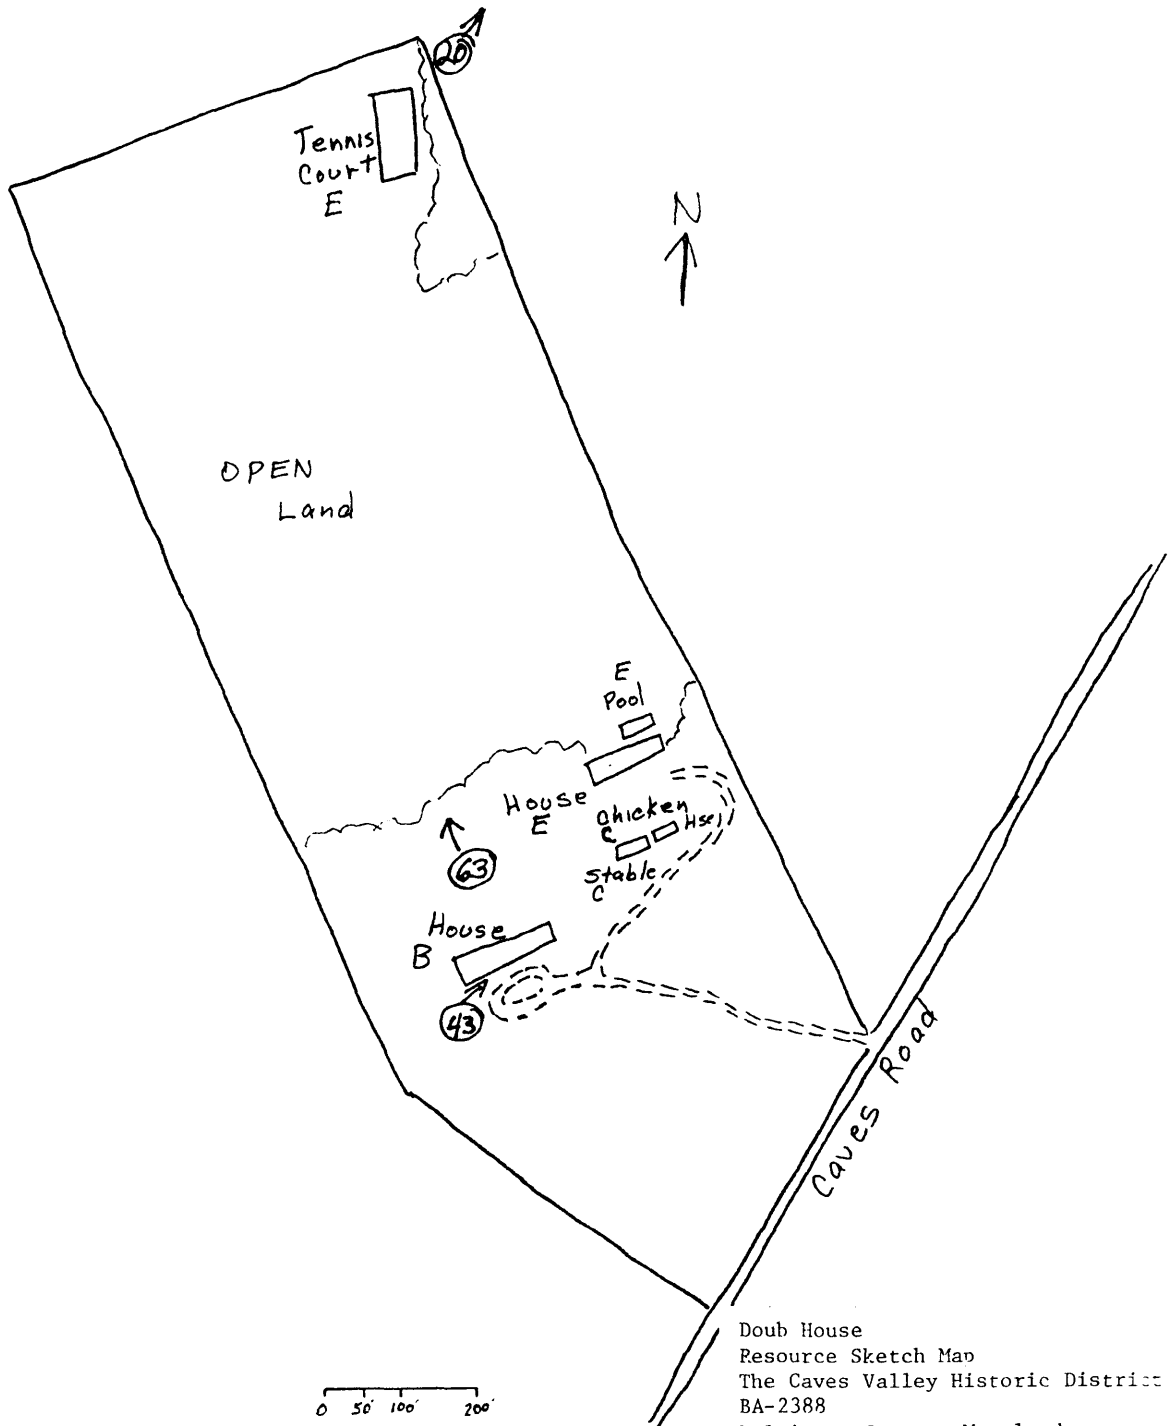 20
Tennis
Court
E
N
OPEN
Land
E
Pool
House
E
Chicken
Hse
C
Stable
C
63
House
B
43
Caves Road
0 50' 100' 200'
Doub House
Resource Sketch Map
The Caves Valley Historic District
BA-2388